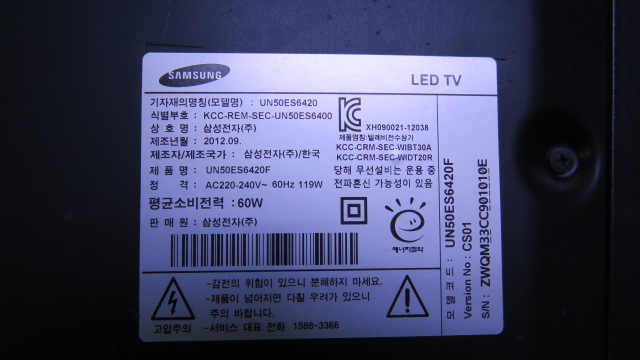 SAMSUNG
LED TV
기자재의명칭(모델명) : UN50ES6420
식별부호 : KCC-REM-SEC-UN50ES6400
상 호 명 : 삼성전자(주)
제조년월 : 2012.09.
제조자/제조국가 : 삼성전자(주)/한국
제 품 명 : UN50ES6420F
정 격 : AC220-240V~ 60Hz 119W
평균소비전력 : 60W
판 매 원 : 삼성전자(주)
XH090021-12038
제품명칭:텔레비전수상기
KCC-CRM-SEC-WIBT30A
KCC-CRM-SEC-WIDT20R
당해 무선설비는 운용 중
전파혼신 가능성이 있음
에너지절약
고압주의
-감전의 위험이 있으니 분해하지 마세요.
-제품이 넘어지면 다칠 우려가 있으니
-서비스 대표 전화 1588-3366
모델코드 : UN50ES6420F
Version No : CS01
S/N : ZWQM33CC901010E